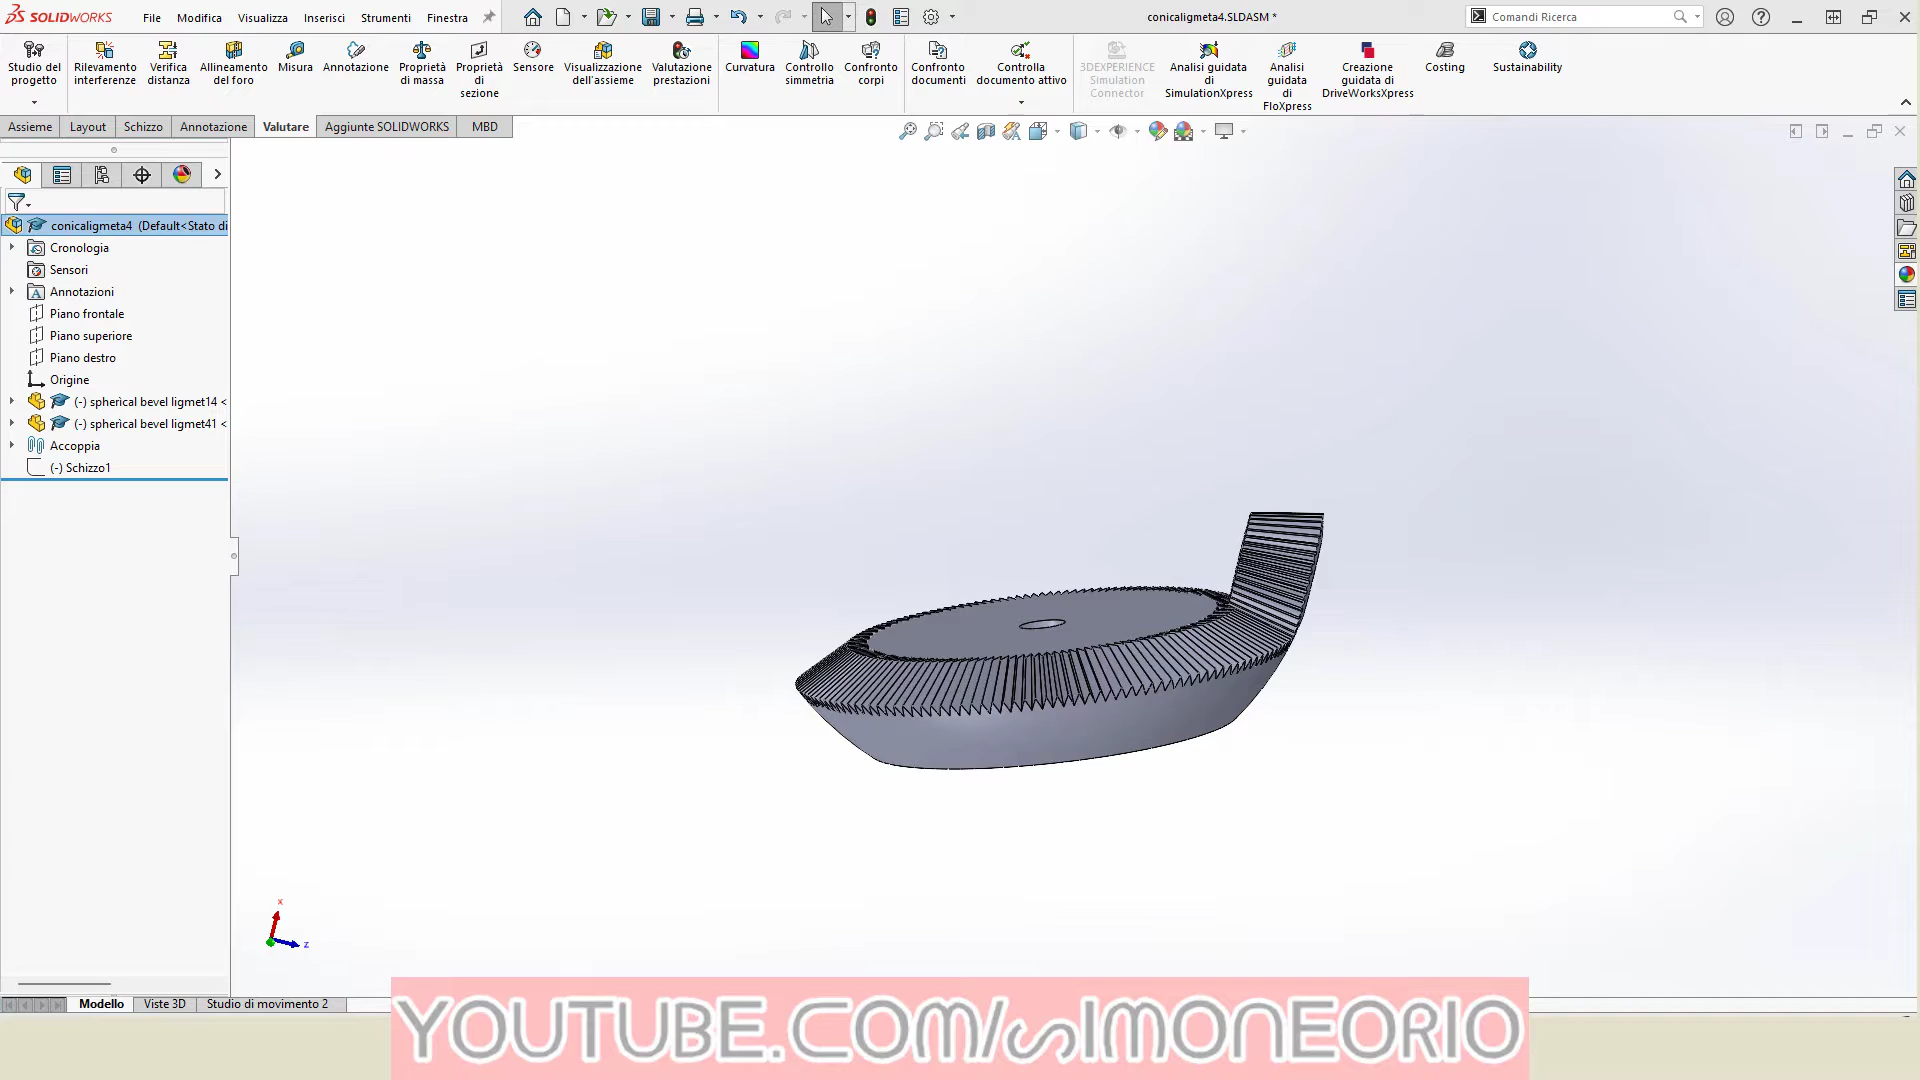 SOLIDWORKS File Modifica Visualizza Inserisci Strumenti Finestra conicaligmeta4.SLDASM * Comandi Ricerca
Studio del progetto
Rilevamento interferenze
Verifica distanza
Allineamento del foro
Misura
Annotazione
Proprietà di massa
Proprietà di sezione
Sensore
Visualizzazione dell'assieme
Valutazione prestazioni
Curvatura
Controllo simmetria
Confronto corpi
Confronto documenti
Controlla documento attivo
3DEXPERIENCE Simulation Connector
Analisi guidata di SimulationXpress
Analisi guidata di FloXpress
Creazione guidata di DriveWorksXpress
Costing
Sustainability
Assieme Layout Schizzo Annotazione Valutare Aggiunte SOLIDWORKS MBD
conicaligmeta4 (Default<Stato di
Cronologia
Sensori
Annotazioni
Piano frontale
Piano superiore
Piano destro
Origine
(-) spherical bevel ligmet14 <
(-) spherical bevel ligmet41 <
Accoppia
(-) Schizzo1
x
z
Modello Viste 3D Studio di movimento 2
YOUTUBE.COM/SIMONEORIO